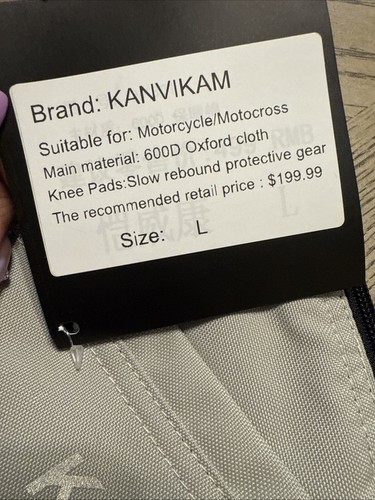 Brand: KANVIKAM
Suitable for: Motorcycle/Motocross
Main material: 600D Oxford cloth
Knee Pads:Slow rebound protective gear
The recommended retail price : $199.99
Size: L
K